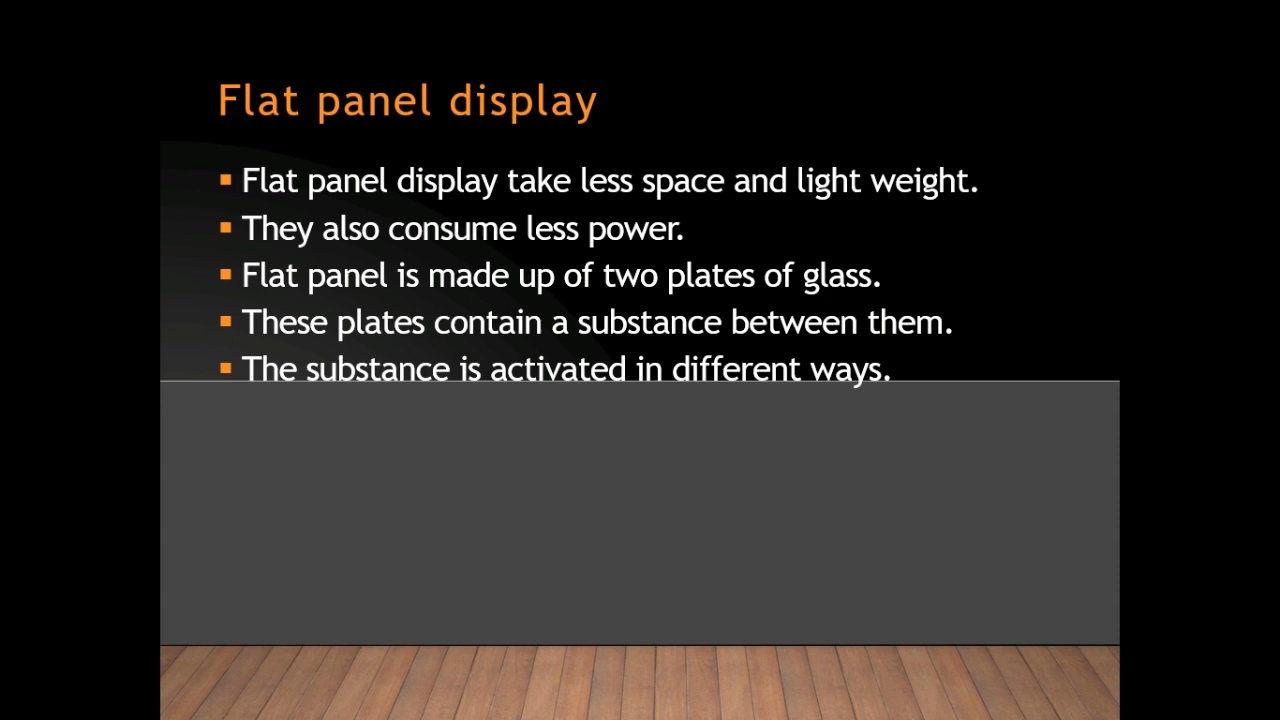 Flat panel display
Flat panel display take less space and light weight.
They also consume less power.
Flat panel is made up of two plates of glass.
These plates contain a substance between them.
The substance is activated in different ways.